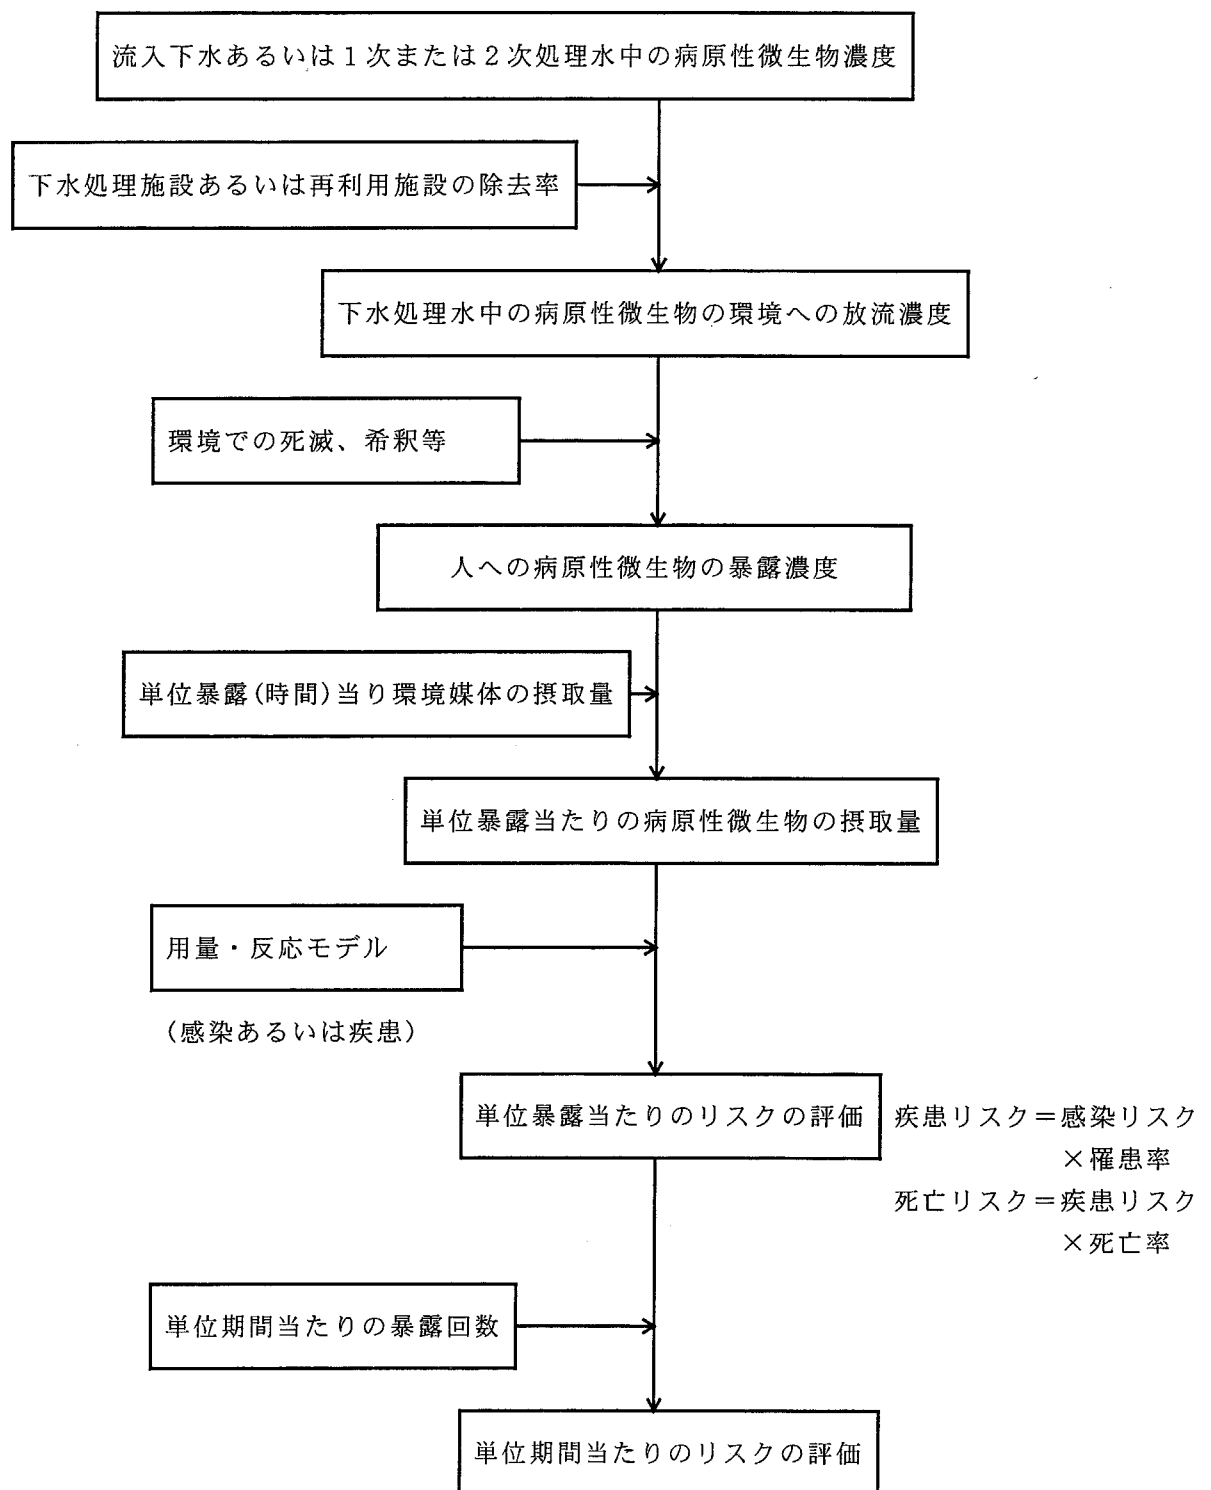 流入下水あるいは1次または2次処理水中の病原性微生物濃度
下水処理施設あるいは再利用施設の除去率
下水処理水中の病原性微生物の環境への放流濃度
環境での死滅、希釈等
人への病原性微生物の暴露濃度
単位暴露(時間)当り環境媒体の摂取量
単位暴露当たりの病原性微生物の摂取量
用量・反応モデル
(感染あるいは疾患)
単位暴露当たりのリスクの評価
疾患リスク=感染リスク
×罹患率
死亡リスク=疾患リスク
×死亡率
単位期間当たりの暴露回数
単位期間当たりのリスクの評価